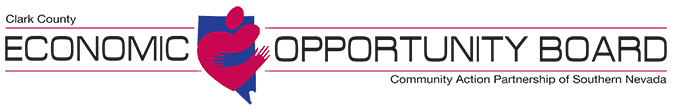 Clark County
ECONOMIC OPPORTUNITY BOARD
Community Action Partnership of Southern Nevada